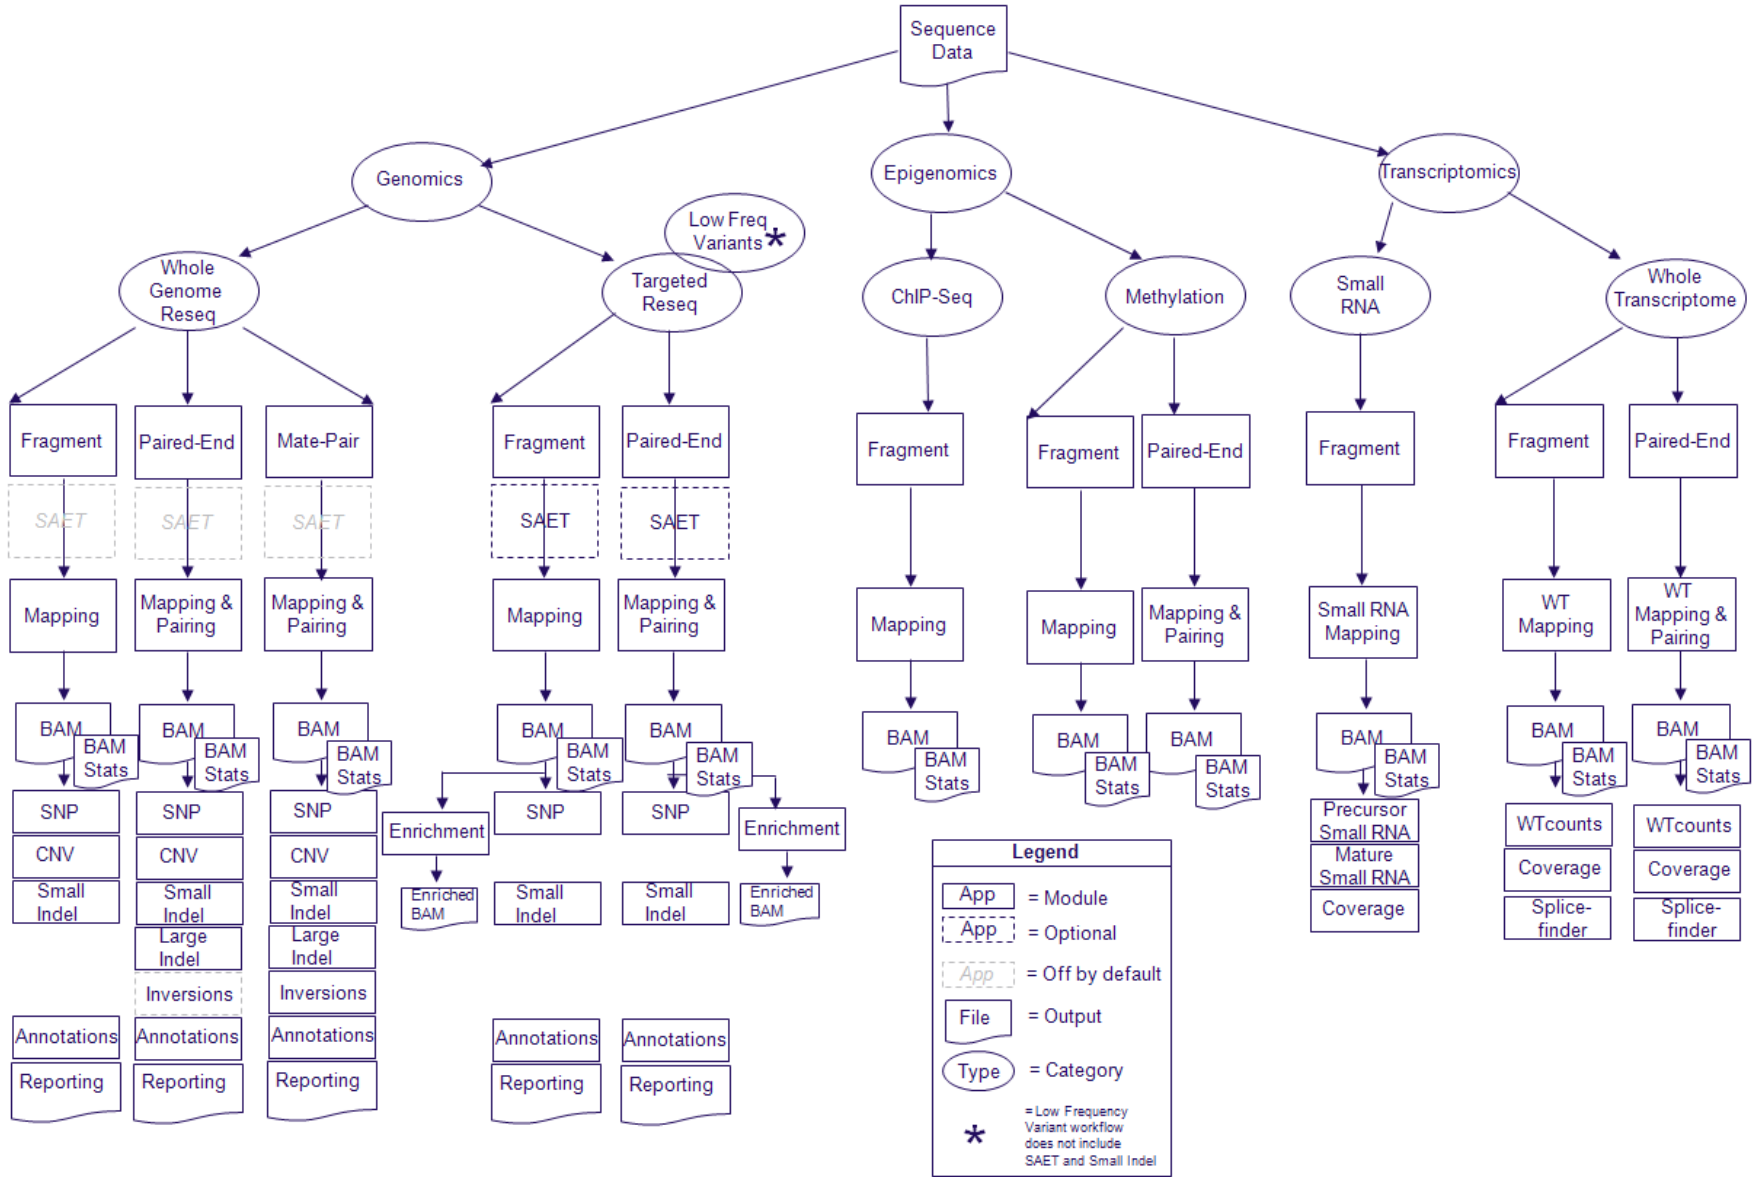 Sequence
Data
Genomics
Epigenomics
Transcriptomics
Low Freq
Variants*
Whole
Genome
Reseq
Targeted
Reseq
ChIP-Seq
Methylation
Small
RNA
Whole
Transcriptome
Fragment
Paired-End
Mate-Pair
Fragment
Paired-End
Fragment
Fragment
Paired-End
Fragment
Fragment
Paired-End
SAET
SAET
SAET
SAET
SAET
Mapping
Mapping &
Pairing
Mapping &
Pairing
Mapping
Mapping &
Pairing
Mapping
Mapping
Mapping &
Pairing
Small RNA
Mapping
WT
Mapping
WT
Mapping &
Pairing
BAM
BAM
Stats
BAM
BAM
Stats
BAM
BAM
Stats
BAM
BAM
Stats
BAM
BAM
Stats
BAM
BAM
Stats
BAM
BAM
Stats
BAM
BAM
Stats
BAM
BAM
Stats
BAM
BAM
Stats
BAM
BAM
Stats
SNP
CNV
Small
Indel
Annotations
Reporting
SNP
CNV
Small
Indel
Large
Indel
Inversions
Annotations
Reporting
SNP
CNV
Small
Indel
Large
Indel
Inversions
Annotations
Reporting
Enrichment
Enriched
BAM
SNP
Small
Indel
Annotations
Reporting
SNP
Small
Indel
Annotations
Reporting
Enrichment
Enriched
BAM
Precursor
Small RNA
Mature
Small RNA
Coverage
WTcounts
Coverage
Splice-
finder
WTcounts
Coverage
Splice-
finder
Legend
App = Module
App = Optional
App = Off by default
File = Output
Type = Category
* = Low Frequency
Variant workflow
does not include
SAET and Small Indel